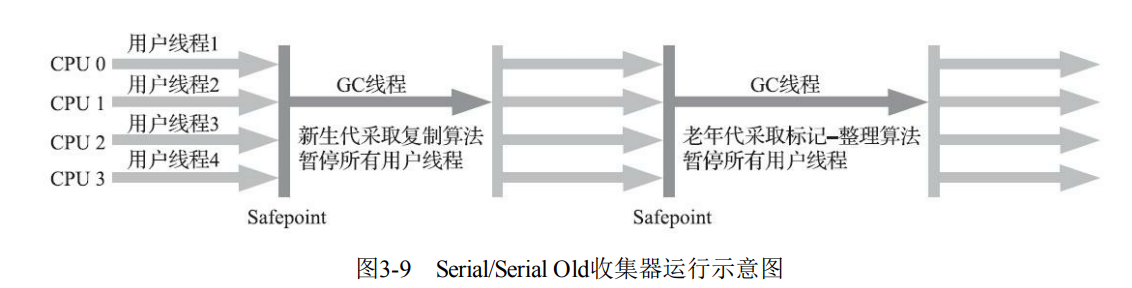 用户线程1
CPU 0
用户线程2
GC线程
GC线程
CPU 1
用户线程3
新生代采取复制算法
老年代采取标记–整理算法
CPU 2
暂停所有用户线程
暂停所有用户线程
用户线程4
CPU 3
Safepoint
Safepoint
图3-9 Serial/Serial Old收集器运行示意图